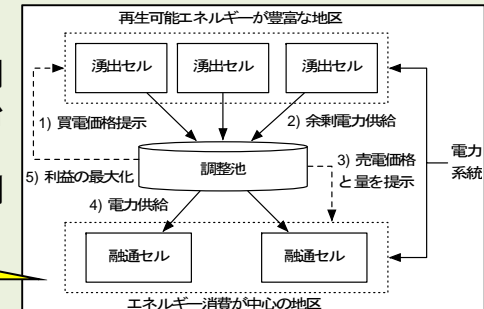 再生可能エネルギーが豊富な地区
湧出セル
湧出セル
湧出セル
1) 買電価格提示
2) 余剰電力供給
調整池
3) 売電価格
と量を提示
電力
系統
5) 利益の最大化
4) 電力供給
融通セル
融通セル
エネルギー消費が中心の地区